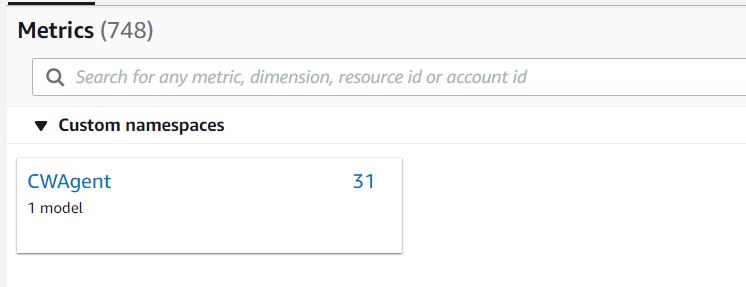 Metrics (748)
Search for any metric, dimension, resource id or account id
Custom namespaces
CWAgent 31
1 model